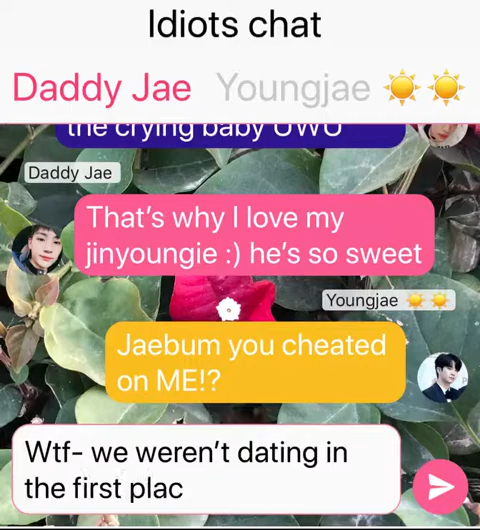 Idiots chat
Daddy Jae Youngjae ☀️☀️
the crying baby UWU
Daddy Jae
That's why I love my
jinyoungie :) he's so sweet
Youngjae ☀️☀️
Jaebum you cheated
on ME!?
Wtf- we weren't dating in
the first plac